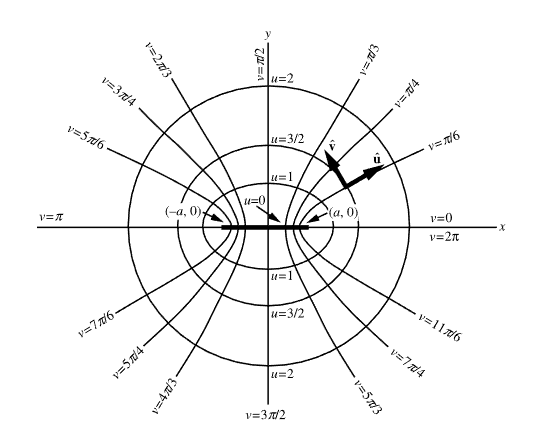 y
v=π/2
v=2π/3
v=π/3
v=3π/4
v=π/4
u=2
v=5π/6
v=π/6
u=3/2
v̂
û
u=1
u=0
(−a, 0)
(a, 0)
v=π
v=0
x
v=2π
u=1
u=3/2
v=7π/6
v=11π/6
v=5π/4
v=7π/4
u=2
v=4π/3
v=5π/3
v=3π/2